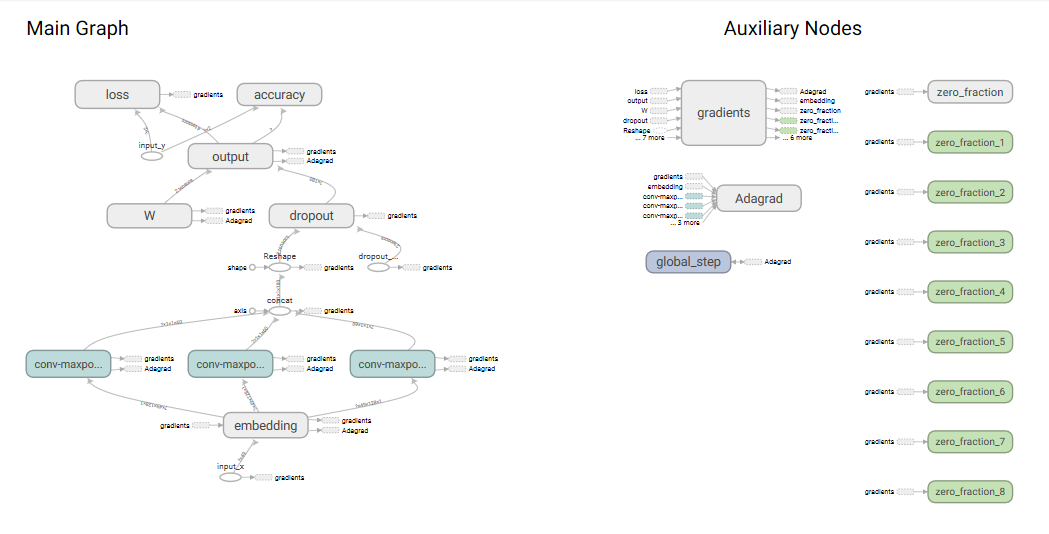 Main Graph
Auxiliary Nodes
loss
gradients
accuracy
input_y
output
gradients
Adagrad
W
gradients
Adagrad
dropout
gradients
Reshape
shape
gradients
dropout_...
gradients
concat
axis
gradients
conv-maxpo...
gradients
Adagrad
conv-maxpo...
gradients
Adagrad
conv-maxpo...
gradients
Adagrad
gradients
embedding
gradients
Adagrad
input_x
gradients
loss
output
W
dropout
Reshape
... 7 more
gradients
Adagrad
embedding
zero_fraction
zero_fracti...
zero_fracti...
... 6 more
gradients
embedding
conv-maxp...
conv-maxp...
conv-maxp...
... 3 more
Adagrad
global_step
Adagrad
gradients
zero_fraction
gradients
zero_fraction_1
gradients
zero_fraction_2
gradients
zero_fraction_3
gradients
zero_fraction_4
gradients
zero_fraction_5
gradients
zero_fraction_6
gradients
zero_fraction_7
gradients
zero_fraction_8